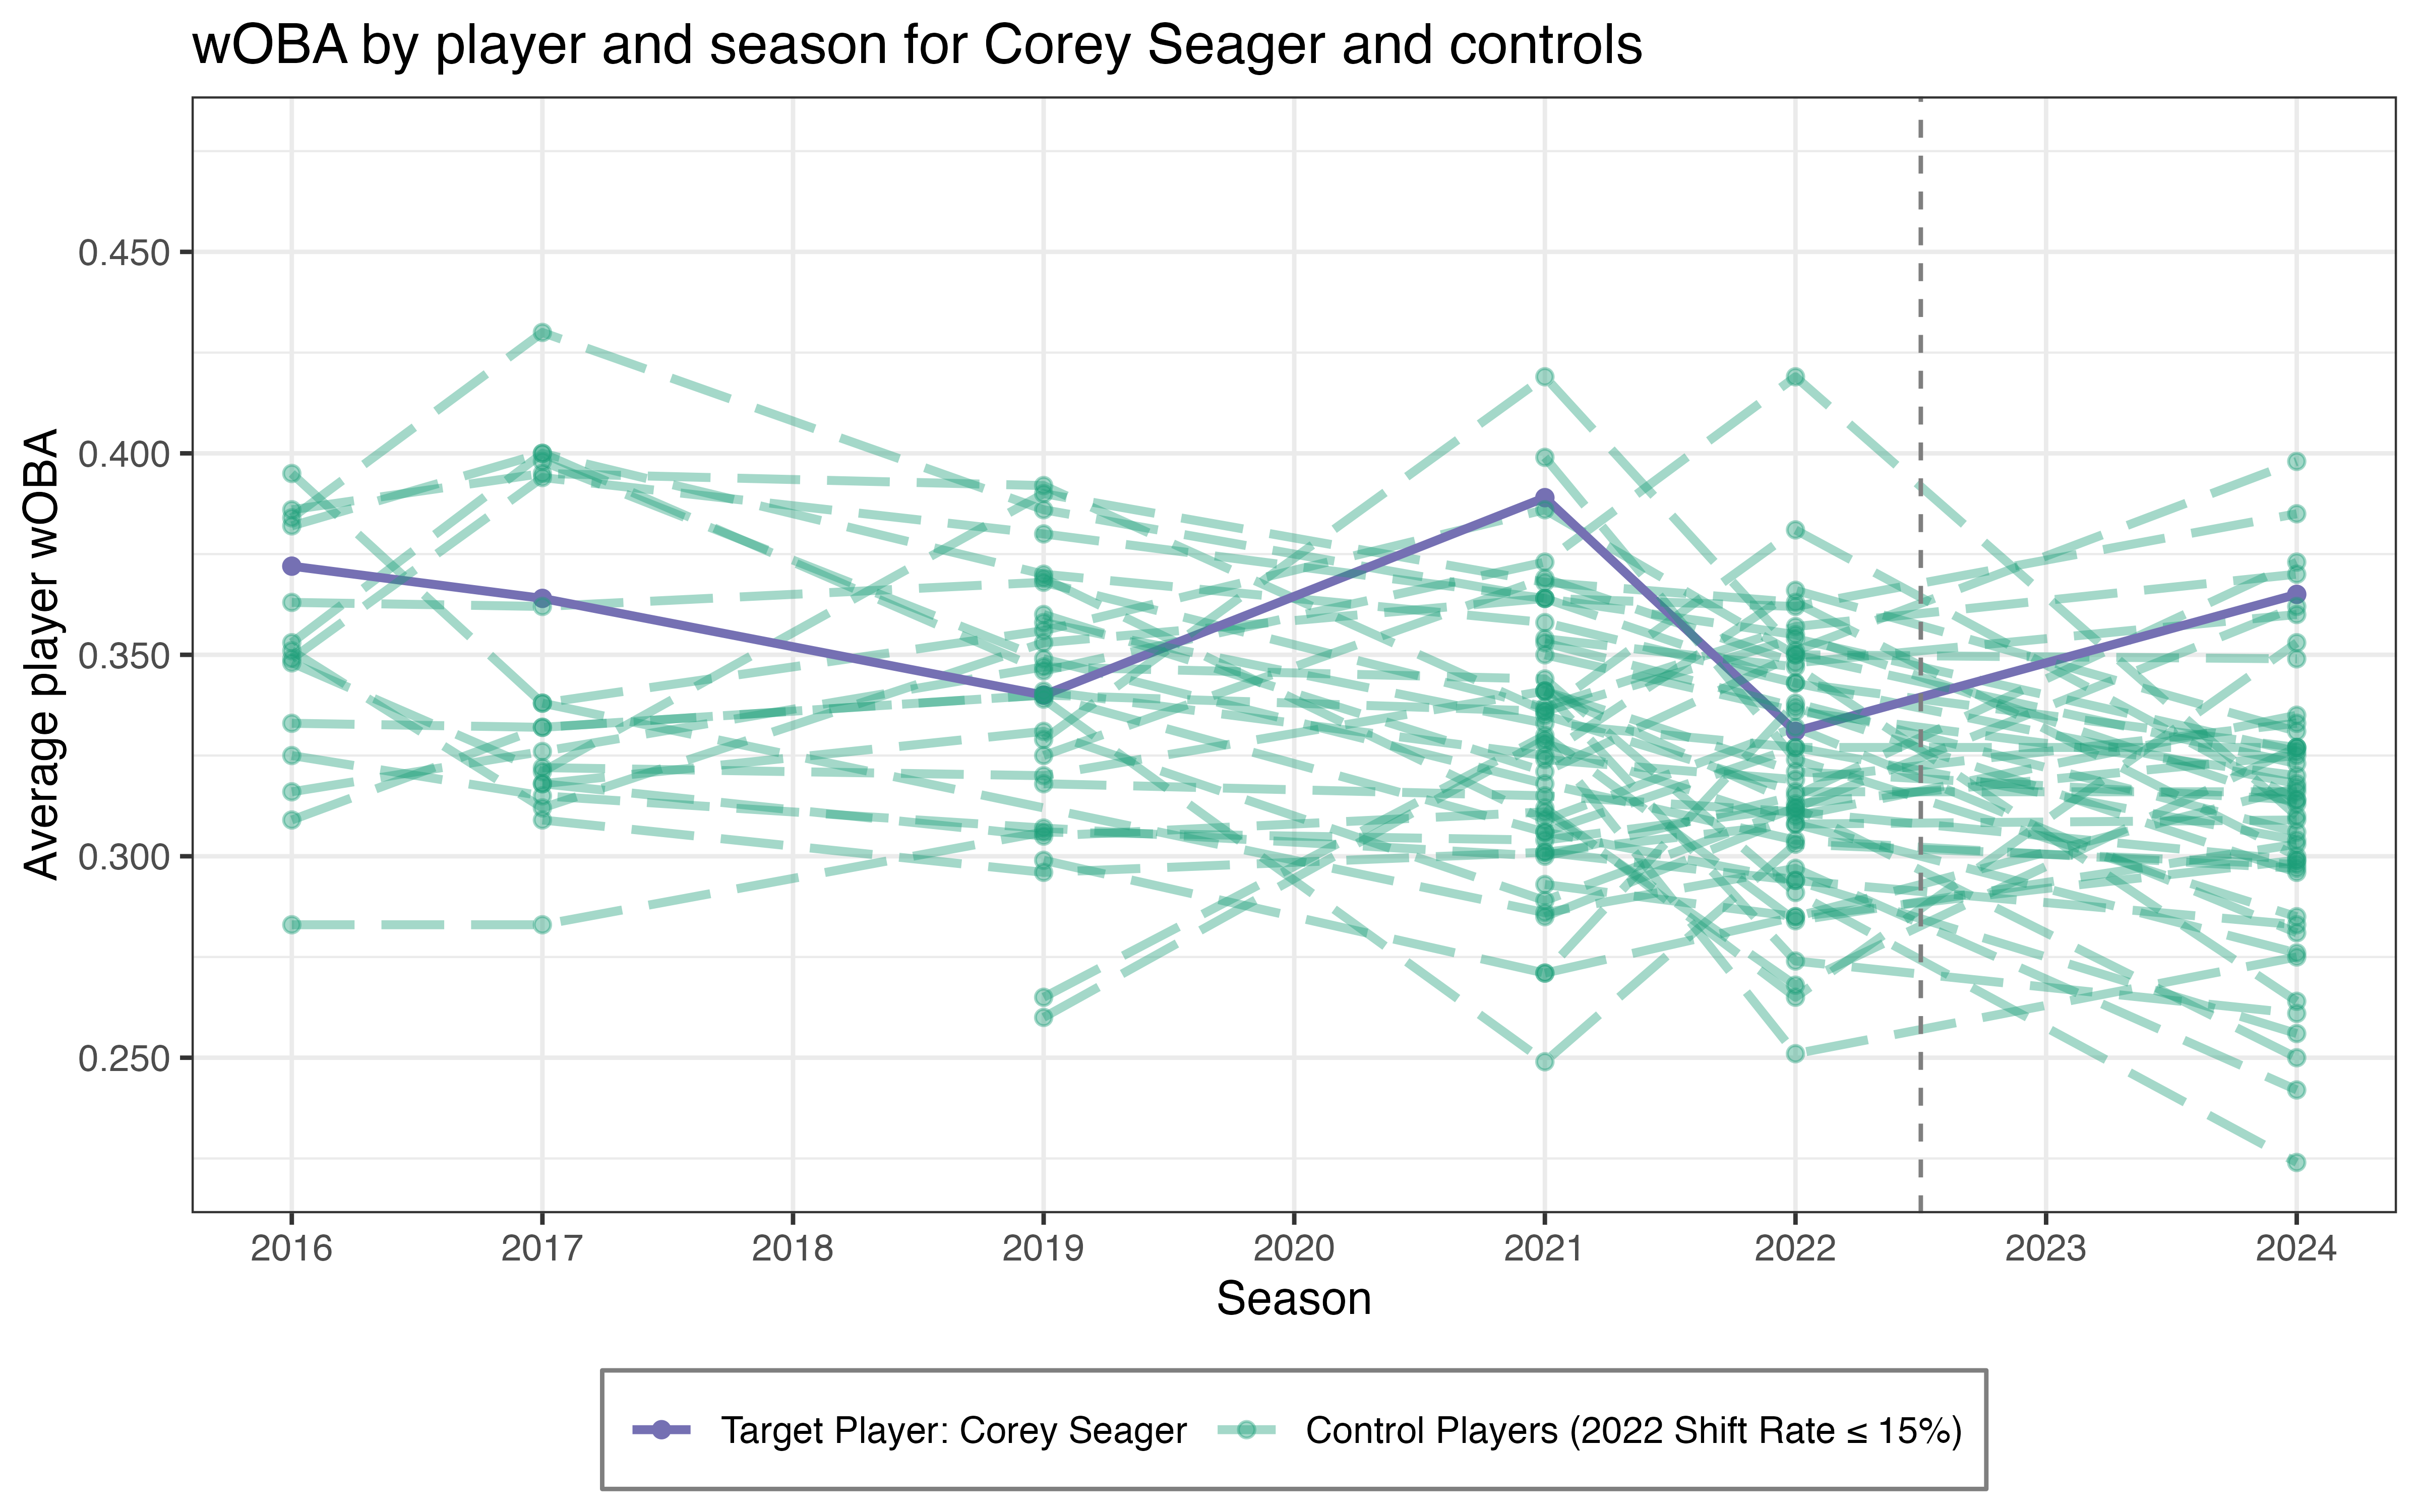 wOBA by player and season for Corey Seager and controls
Average player wOBA
0.450
0.400
0.350
0.300
0.250
2016 2017 2018 2019 2020 2021 2022 2023 2024
Season
Target Player: Corey Seager Control Players (2022 Shift Rate ≤ 15%)